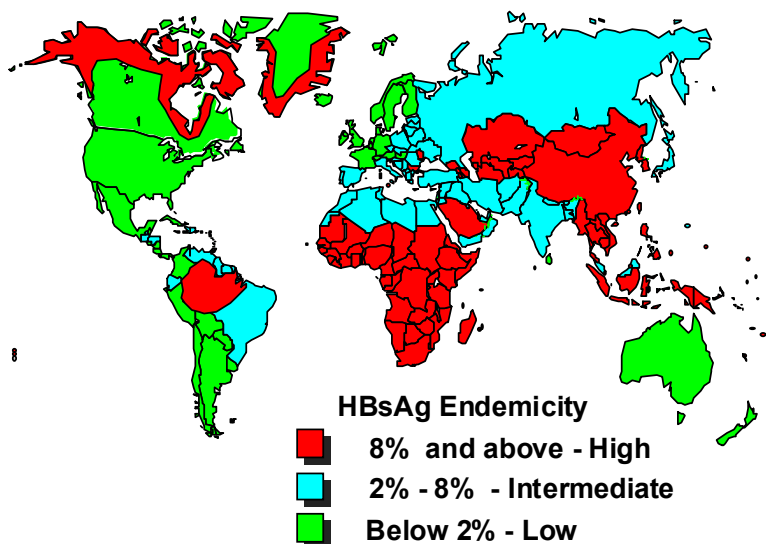 HBsAg Endemicity
8% and above - High
2% - 8% - Intermediate
Below 2% - Low